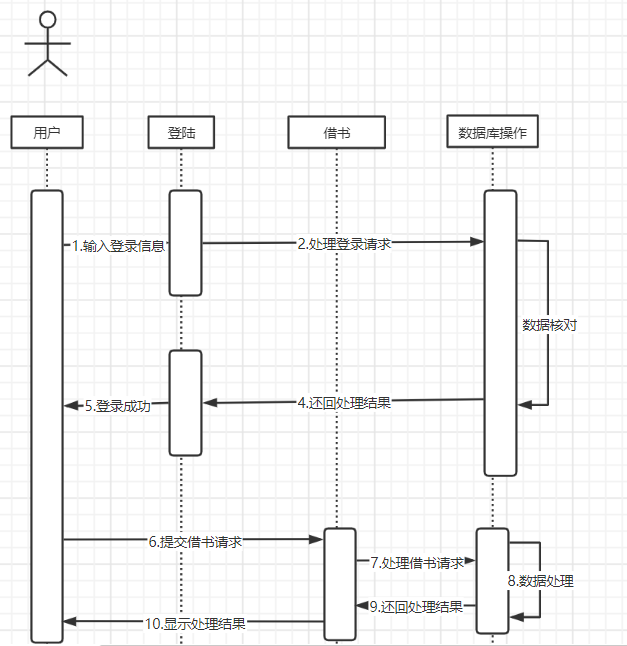 用户
登陆
借书
数据库操作
1.输入登录信息
2.处理登录请求
数据核对
4.还回处理结果
5.登录成功
6.提交借书请求
7.处理借书请求
8.数据处理
9.还回处理结果
10.显示处理结果